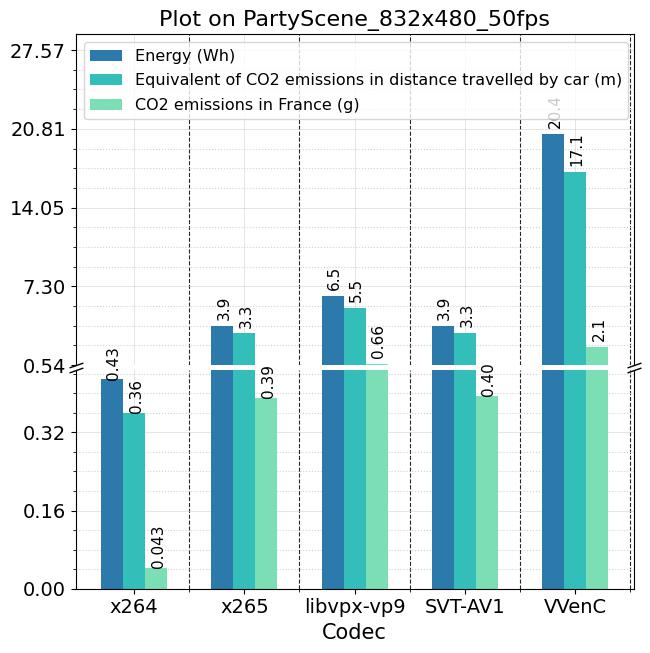 Plot on PartyScene_832x480_50fps
27.57
Energy (Wh)
Equivalent of CO2 emissions in distance travelled by car (m)
CO2 emissions in France (g)
20.81
20.4
17.1
14.05
7.30
3.9
3.3
6.5
5.5
3.9
3.3
2.1
0.54
0.43
0.36
0.043
0.39
0.66
0.40
0.32
0.16
0.00
x264
x265
libvpx-vp9
SVT-AV1
VVenC
Codec